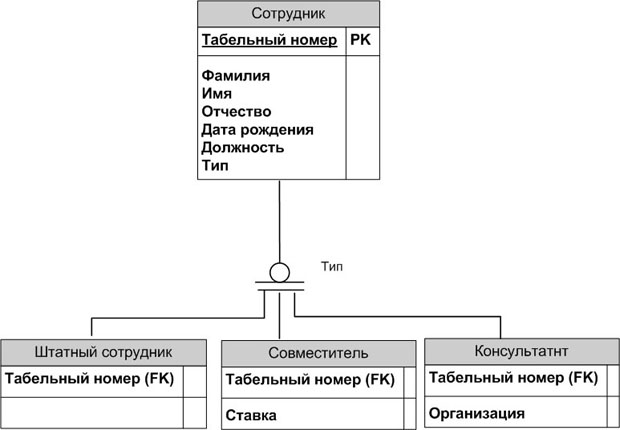 Сотрудник
Табельный номер PK
Фамилия
Имя
Отчество
Дата рождения
Должность
Тип
Тип
Штатный сотрудник
Табельный номер (FK)
Совместитель
Табельный номер (FK)
Ставка
Консультатнт
Табельный номер (FK)
Организация